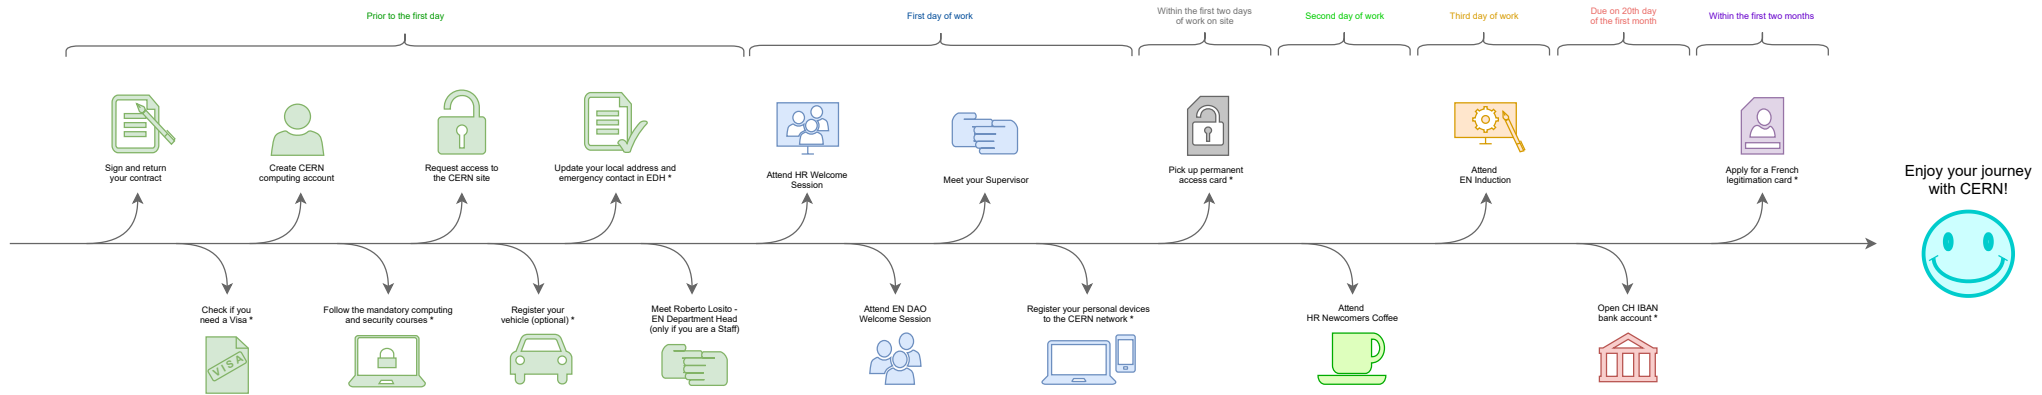 Prior to the first day
First day of work
Within the first two days
of work on site
Second day of work
Third day of work
Due on 20th day
of the first month
Within the first two months
Sign and return
your contract
Create CERN
computing account
Request access to
the CERN site
Update your local address and
emergency contact in EDH *
Attend HR Welcome
Session
Meet your Supervisor
Pick up permanent
access card *
Attend
EN Induction
Apply for a French
legitimation card *
Enjoy your journey
with CERN!
Check if you
need a Visa *
VISA
Follow the mandatory computing
and security courses *
Register your
vehicle (optional) *
Meet Roberto Losito -
EN Department Head
(only if you are a Staff)
Attend EN DAO
Welcome Session
Register your personal devices
to the CERN network *
Attend
HR Newcomers Coffee
Open CH IBAN
bank account *